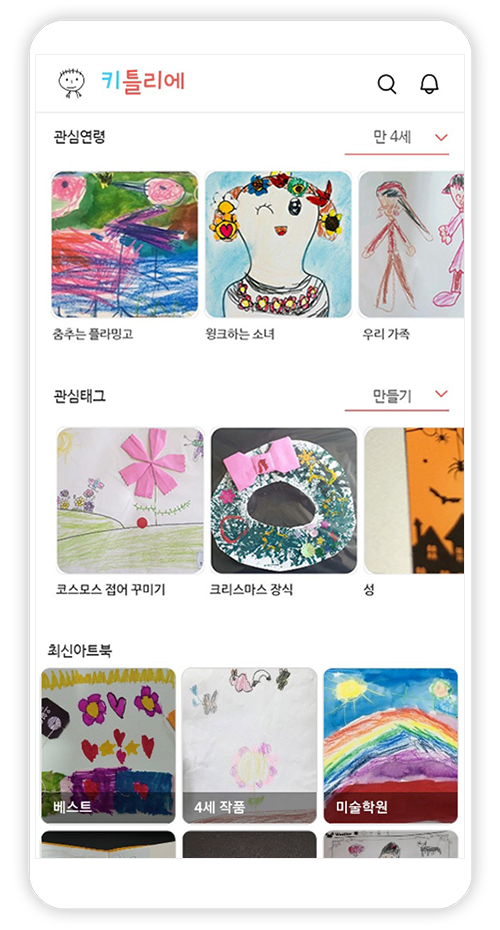 키틀리에
관심연령
만 4세
춤추는 플라밍고
윙크하는 소녀
우리 가족
관심태그
만들기
코스모스 접어 꾸미기
크리스마스 장식
성
최신아트북
베스트
4세 작품
미술학원